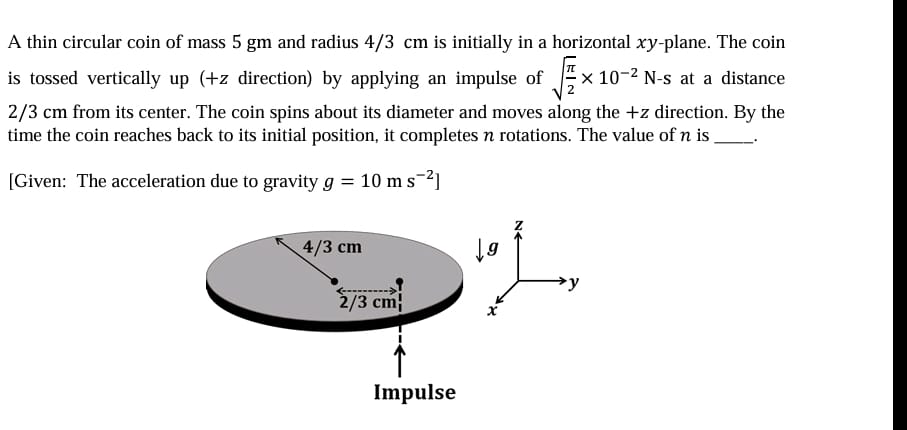 A thin circular coin of mass 5 gm and radius 4/3 cm is initially in a horizontal xy-plane. The coin
is tossed vertically up (+z direction) by applying an impulse of √(π/2) × 10⁻² N-s at a distance
2/3 cm from its center. The coin spins about its diameter and moves along the +z direction. By the
time the coin reaches back to its initial position, it completes n rotations. The value of n is ____.
[Given: The acceleration due to gravity g = 10 m s⁻²]
4/3 cm
2/3 cm
Impulse
g
z
y
x